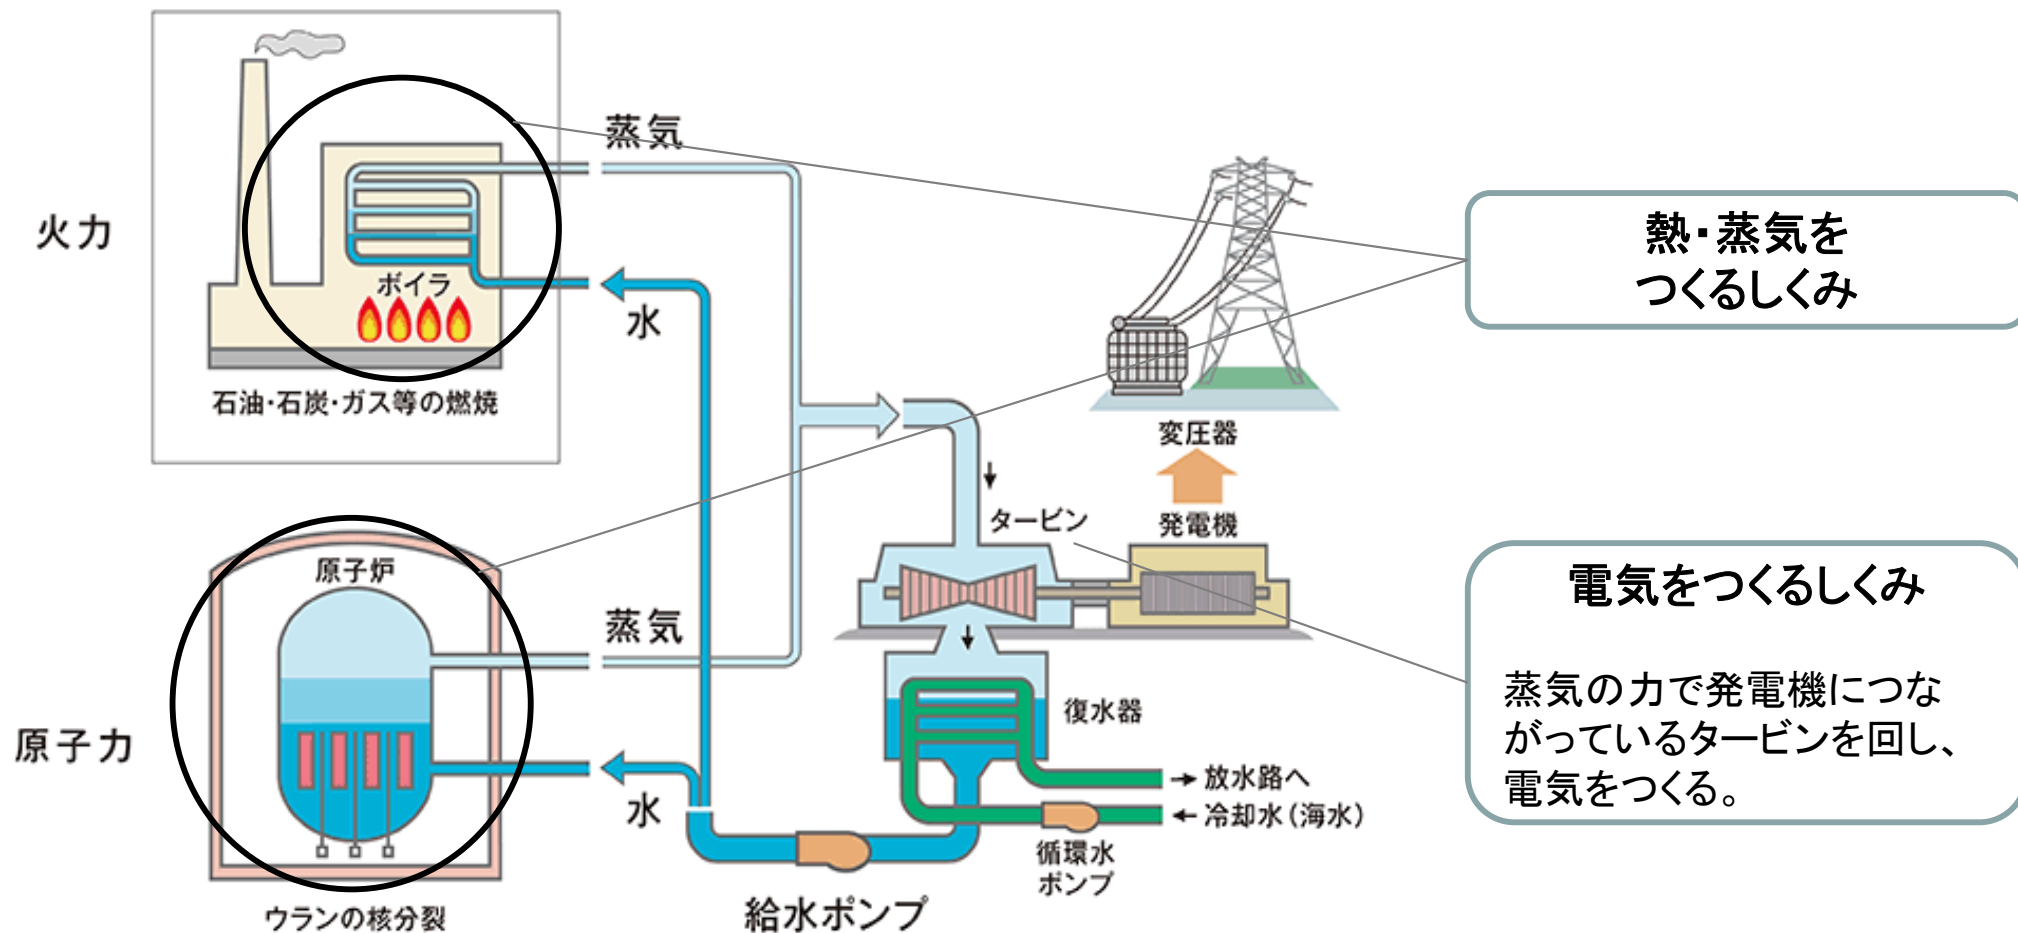 火力
蒸気
ボイラ
水
石油・石炭・ガス等の燃焼
熱・蒸気を
つくるしくみ
変圧器
発電機
タービン
原子力
原子炉
蒸気
水
ウランの核分裂
復水器
→放水路へ
←冷却水(海水)
循環水
ポンプ
給水ポンプ
電気をつくるしくみ
蒸気の力で発電機につな
がっているタービンを回し、
電気をつくる。